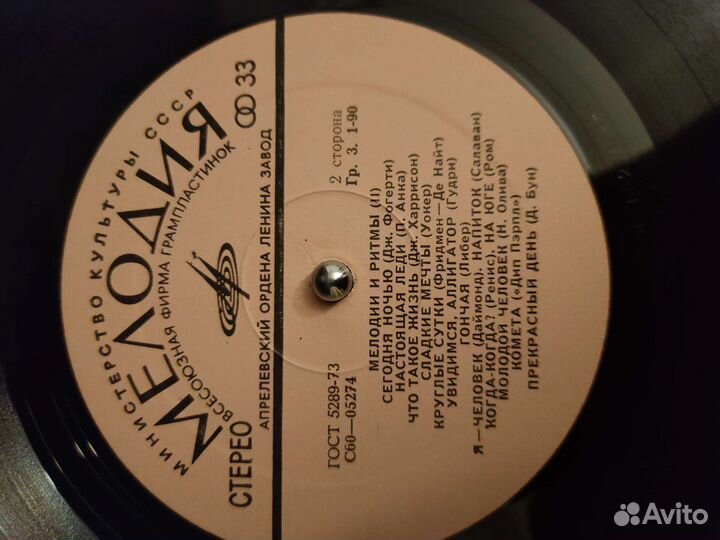 МИНИСТЕРСТВО КУЛЬТУРЫ СССР
МЕЛОДИЯ
ВСЕСОЮЗНАЯ ФИРМА ГРАМПЛАСТИНОК
АПРЕЛЕВСКИЙ ОРДЕНА ЛЕНИНА ЗАВОД
СТЕРЕО
33
ГОСТ 5289-73
С60—05274
2 сторона
Гр. 3. 1-90
МЕЛОДИИ И РИТМЫ (II)
СЕГОДНЯ НОЧЬЮ (Дж. Фогерти)
НАСТОЯЩАЯ ЛЕДИ (П. Анка)
ЧТО ТАКОЕ ЖИЗНЬ (Дж. Харрисон)
СЛАДКИЕ МЕЧТЫ (Уокер)
КРУГЛЫЕ СУТКИ (Фридмен—Де Найт)
УВИДИМСЯ, АЛЛИГАТОР (Гудри)
ГОНЧАЯ (Либер)
Я—ЧЕЛОВЕК (Даймонд). НАПИТОК (Салаван)
КОГДА-КОГДА? (Ренис). НА ЮГЕ (Ром)
МОЛОДОЙ ЧЕЛОВЕК (Н. Олива)
КОМЕТА («Дип Пэрпл»)
ПРЕКРАСНЫЙ ДЕНЬ (Д. Бун)
Avito